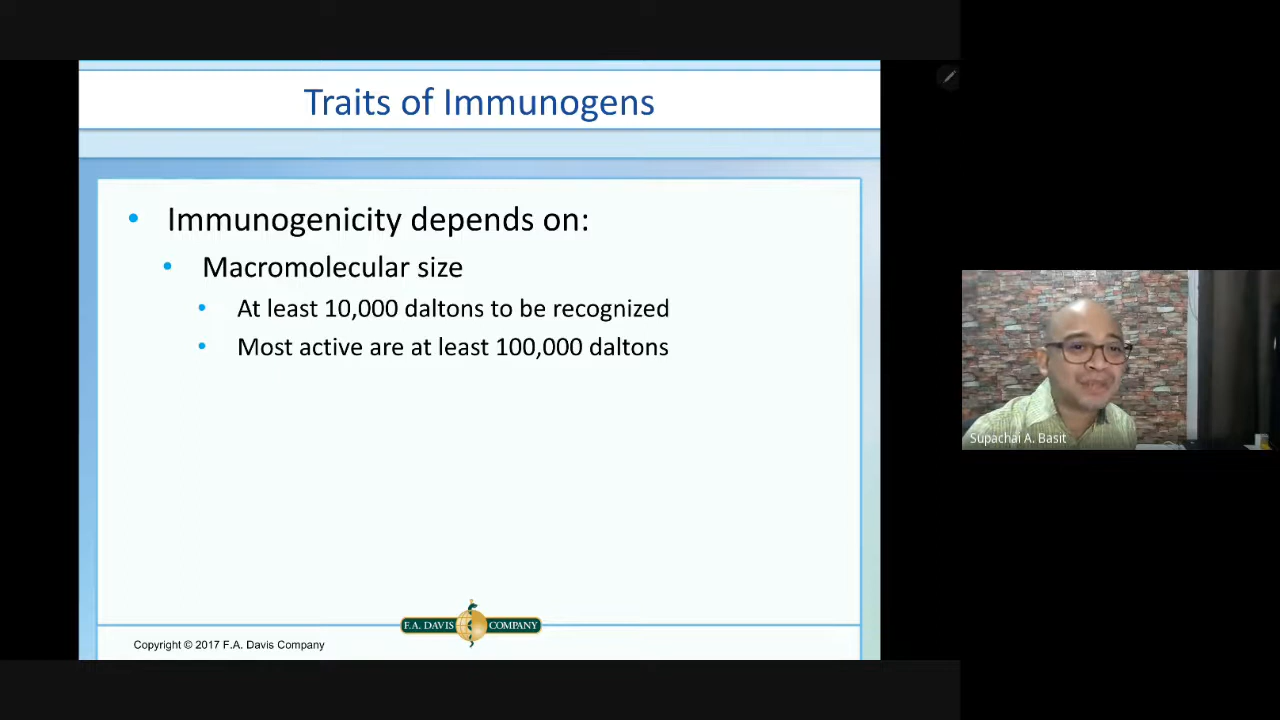 Traits of Immunogens
• Immunogenicity depends on:
• Macromolecular size
• At least 10,000 daltons to be recognized
• Most active are at least 100,000 daltons
Supachai A. Basit
F.A. DAVIS COMPANY
Copyright © 2017 F.A. Davis Company